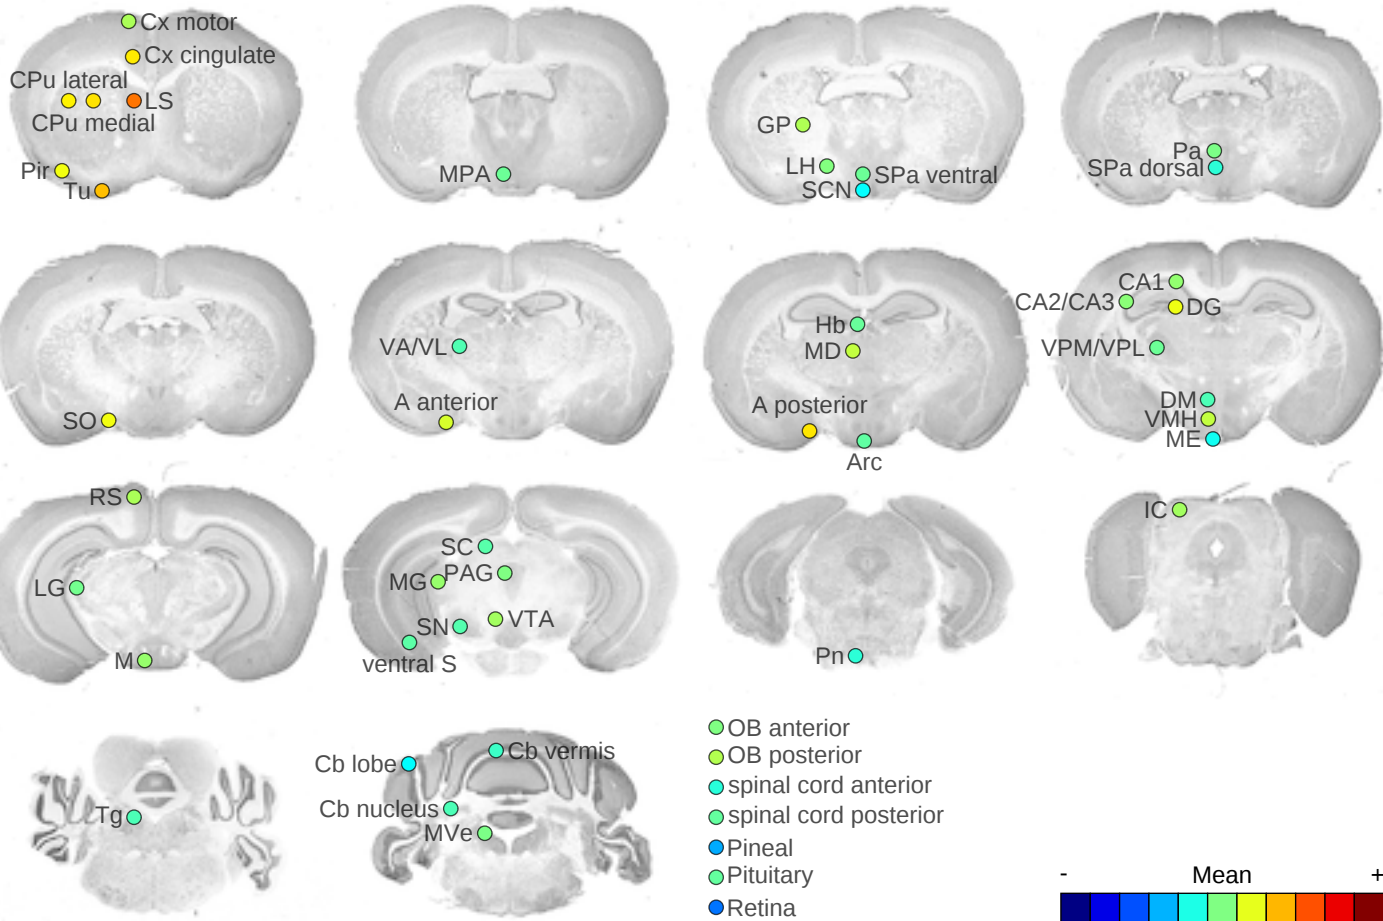 Cx motor
Cx cingulate
CPu lateral
LS
CPu medial
Pir
Tu
MPA
GP
LH
SPa ventral
SCN
Pa
SPa dorsal
SO
VA/VL
A anterior
Hb
MD
A posterior
Arc
CA1
CA2/CA3
DG
VPM/VPL
DM
VMH
ME
RS
LG
M
SC
PAG
MG
VTA
SN
ventral S
Pn
IC
Tg
Cb vermis
Cb lobe
Cb nucleus
MVe
OB anterior
OB posterior
spinal cord anterior
spinal cord posterior
Pineal
Pituitary
Retina
- Mean +